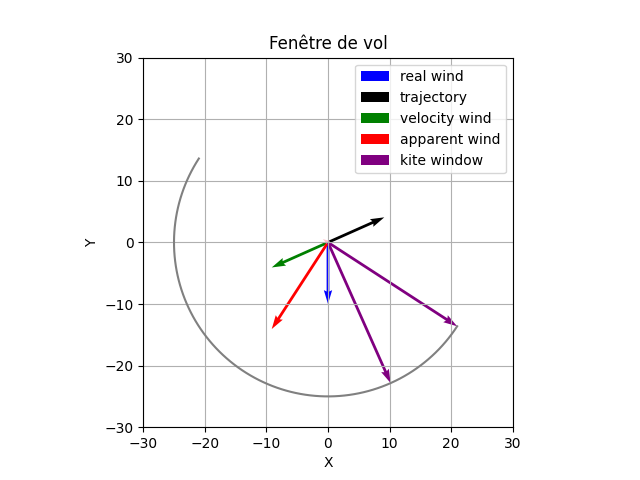 Fenêtre de vol
30
20
10
0
−10
−20
−30
Y
real wind
trajectory
velocity wind
apparent wind
kite window
−30
−20
−10
0
10
20
30
X